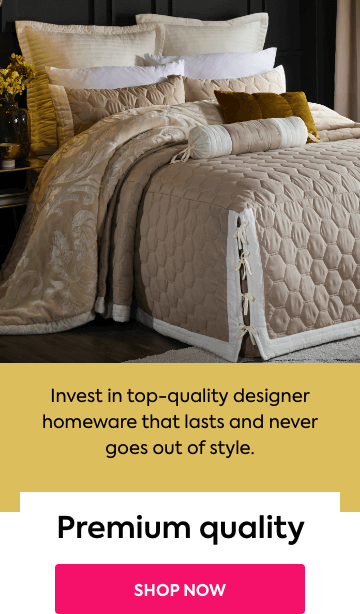 Invest in top-quality designer
homeware that lasts and never
goes out of style.
Premium quality
SHOP NOW